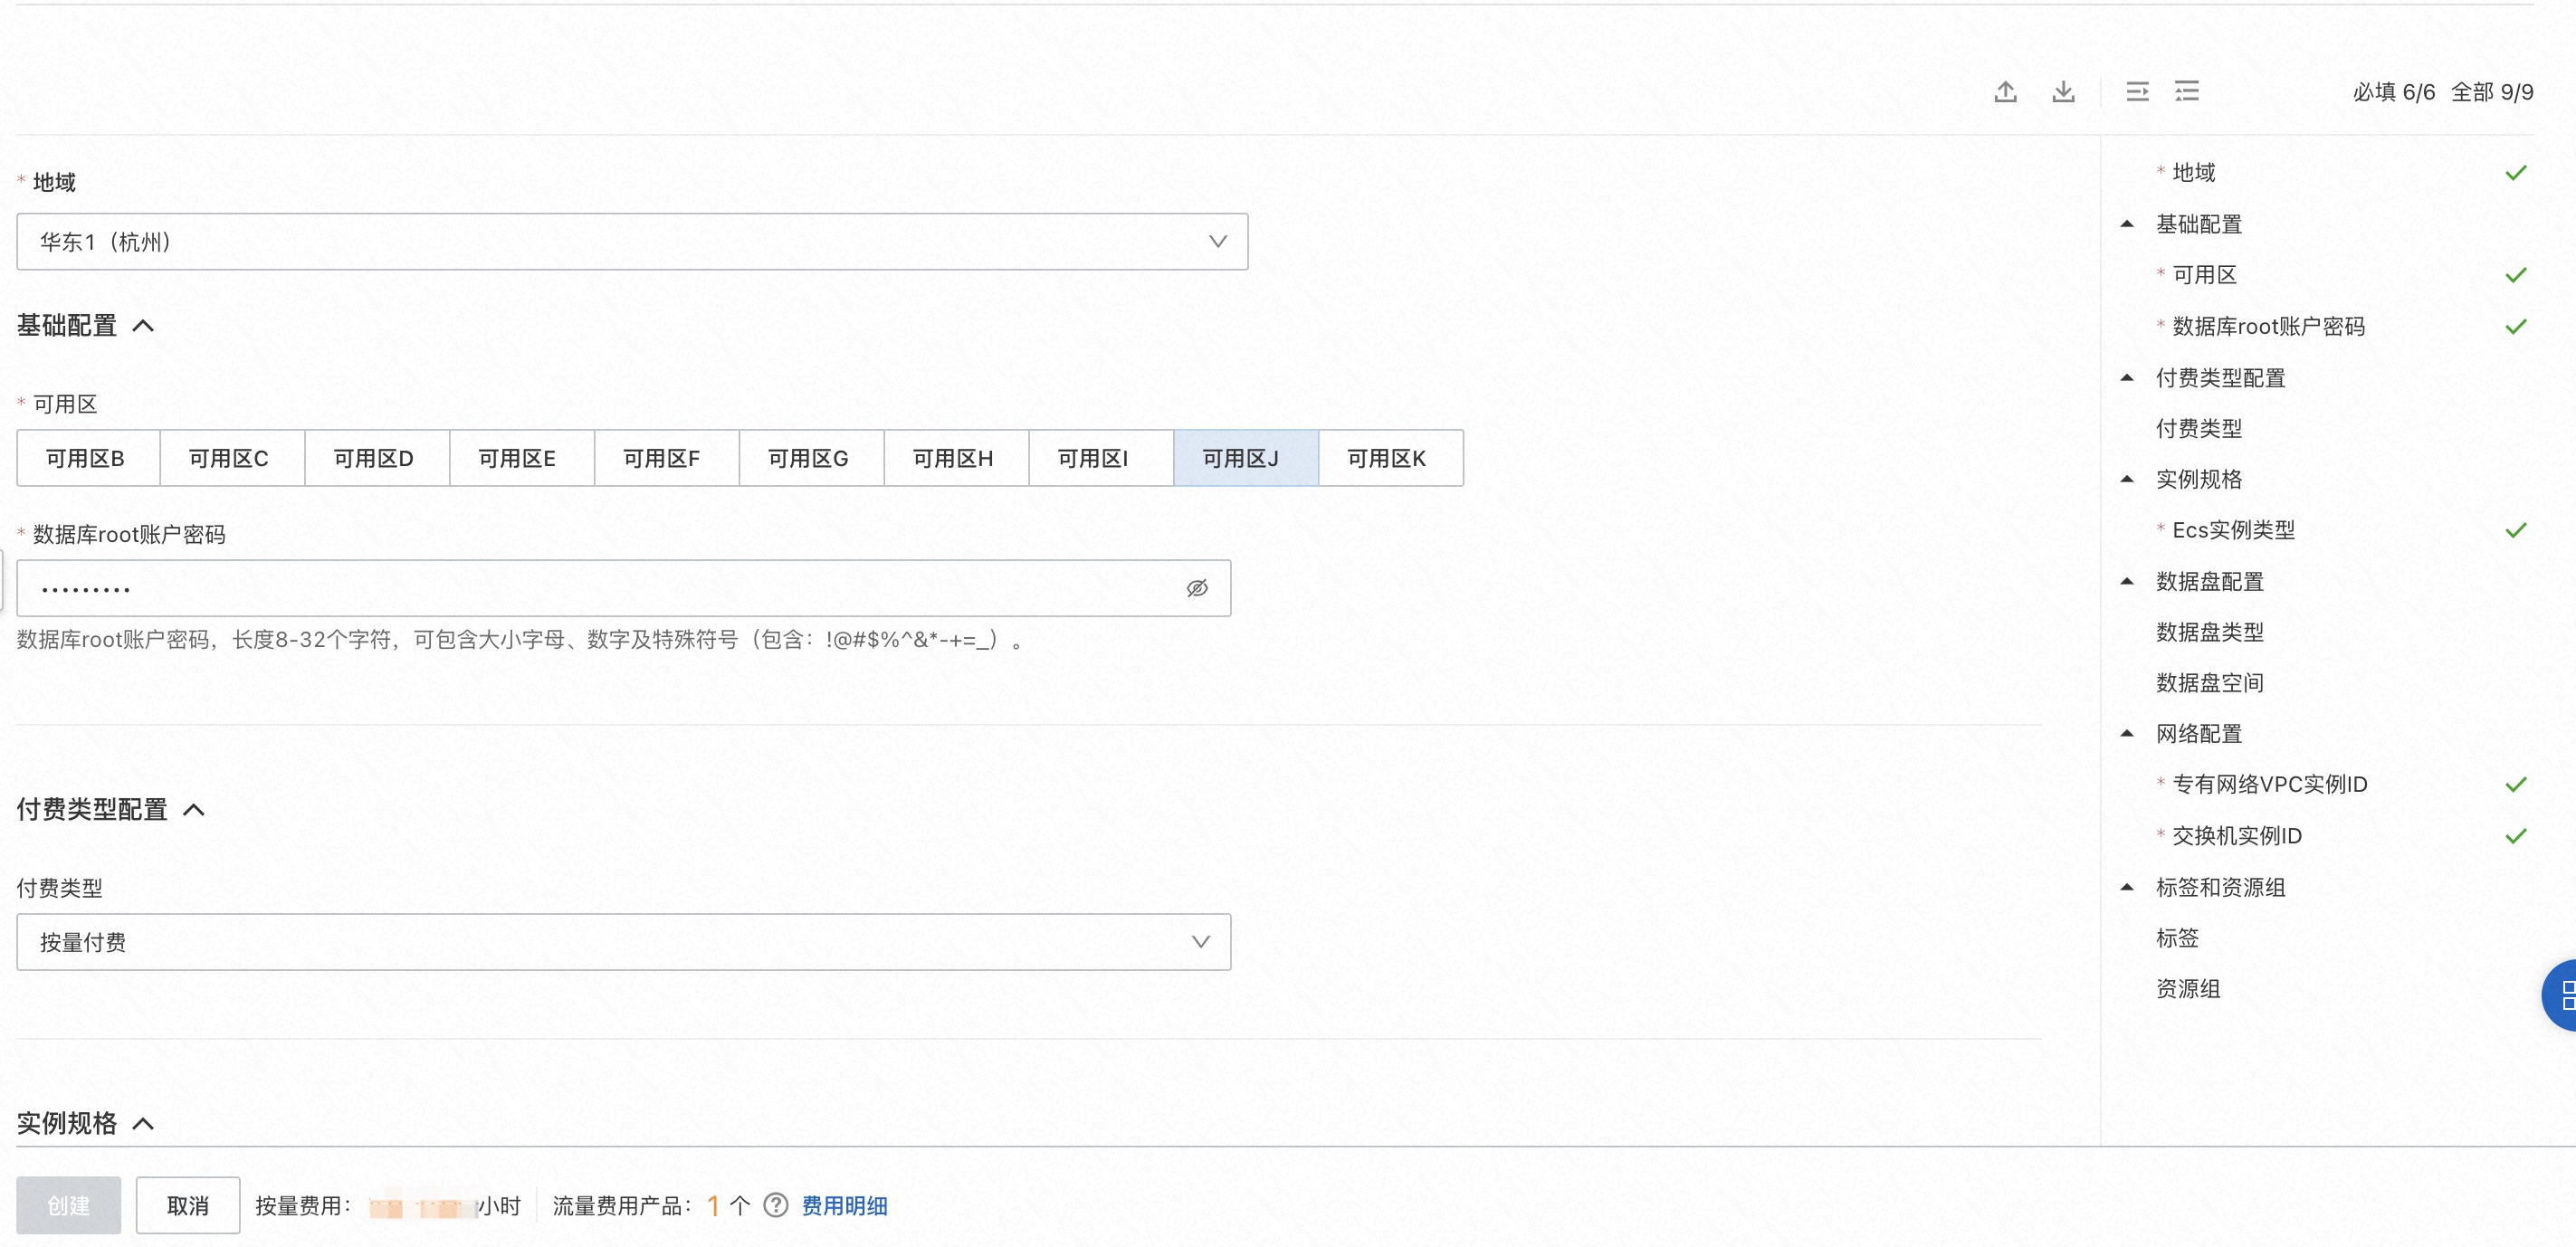 必填 6/6 全部 9/9
* 地域
华东1（杭州）
基础配置
* 可用区
可用区B 可用区C 可用区D 可用区E 可用区F 可用区G 可用区H 可用区I 可用区J 可用区K
* 数据库root账户密码
•••••••••
数据库root账户密码，长度8-32个字符，可包含大小字母、数字及特殊符号（包含：!@#$%^&*-+=_）。
付费类型配置
付费类型
按量付费
实例规格
* 地域
基础配置
* 可用区
* 数据库root账户密码
付费类型配置
付费类型
实例规格
* Ecs实例类型
数据盘配置
数据盘类型
数据盘空间
网络配置
* 专有网络VPC实例ID
* 交换机实例ID
标签和资源组
标签
资源组
创建 取消 按量费用： 小时 流量费用产品：1 个 ? 费用明细